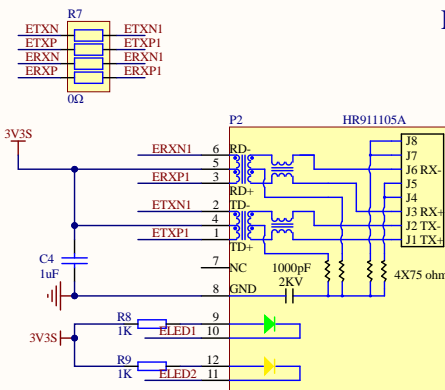 R7
ETXN ETXN1
ETXP ETXP1
ERXN ERXN1
ERXP ERXP1
0Ω
P2 HR911105A
3V3S
J8
J7
ERXN1 6 RD- J6 RX-
5 J5
ERXP1 3 RD+ J4
ETXN1 2 TD- J3 RX+
4 J2 TX-
ETXP1 1 TD+ J1 TX+
C4
1uF
7 NC
1000pF
2KV
4X75 ohm
8 GND
R8
1K
9
3V3S
ELED1 10
R9
1K
12
ELED2 11